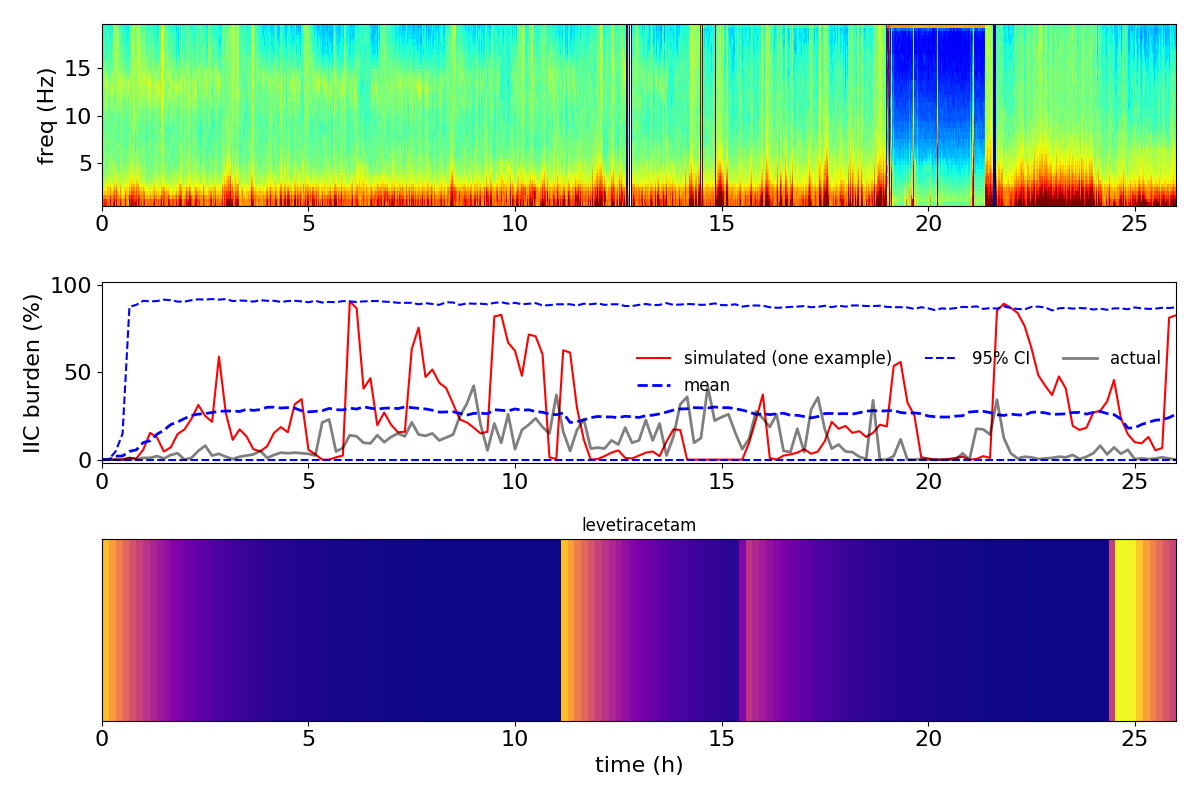 15
10
5
freq (Hz)
0 5 10 15 20 25
100
50
0
IIC burden (%)
simulated (one example) 95% CI actual
mean
0 5 10 15 20 25
levetiracetam
0 5 10 15 20 25
time (h)